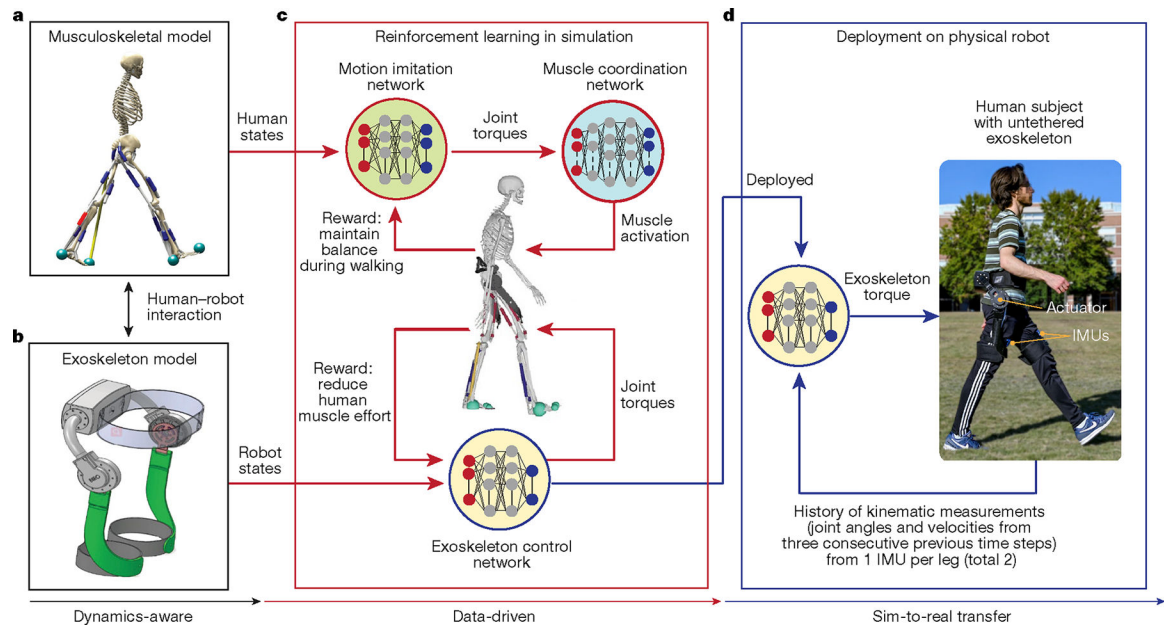 a
Musculoskeletal model
Human–robot
interaction
b
Exoskeleton model
Dynamics-aware
Human
states
Robot
states
c
Reinforcement learning in simulation
Motion imitation
network
Joint
torques
Muscle coordination
network
Reward:
maintain
balance
during walking
Muscle
activation
Reward:
reduce
human
muscle effort
Joint
torques
Exoskeleton control
network
Data-driven
d
Deployment on physical robot
Deployed
Exoskeleton
torque
Human subject
with untethered
exoskeleton
Actuator
IMUs
History of kinematic measurements
(joint angles and velocities from
three consecutive previous time steps)
from 1 IMU per leg (total 2)
Sim-to-real transfer